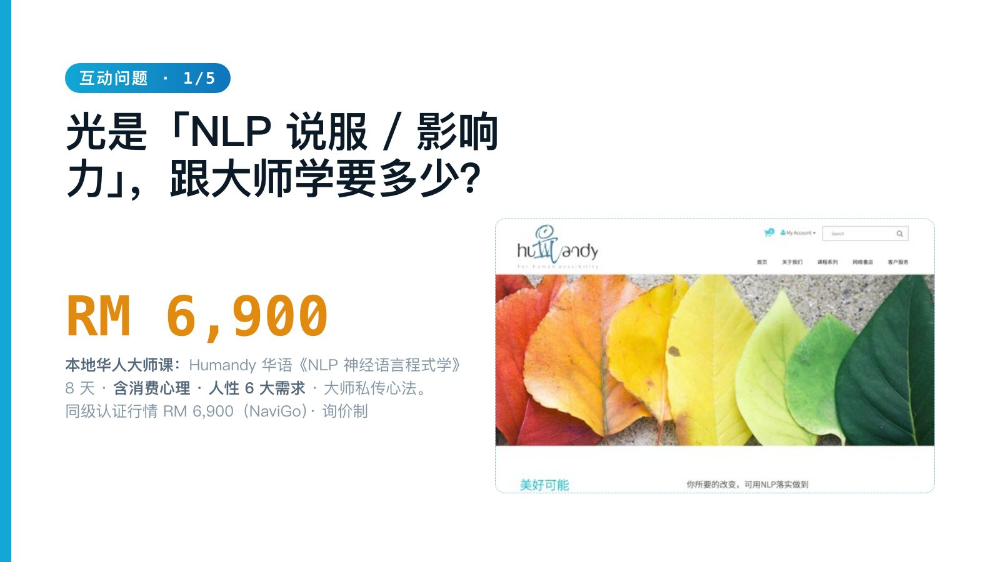 互动问题 · 1/5
光是「NLP 说服 / 影响
力」，跟大师学要多少？
RM 6,900
本地华人大师课：Humandy 华语《NLP 神经语言程式学》
8 天 · 含消费心理 · 人性 6 大需求 · 大师私传心法。
同级认证行情 RM 6,900（NaviGo）· 询价制
humandy
for human possibility
0
My Account
Search
首页 关于我们 课程系列 网络書店 客户服务
美好可能
你所要的改变，可用NLP落实做到